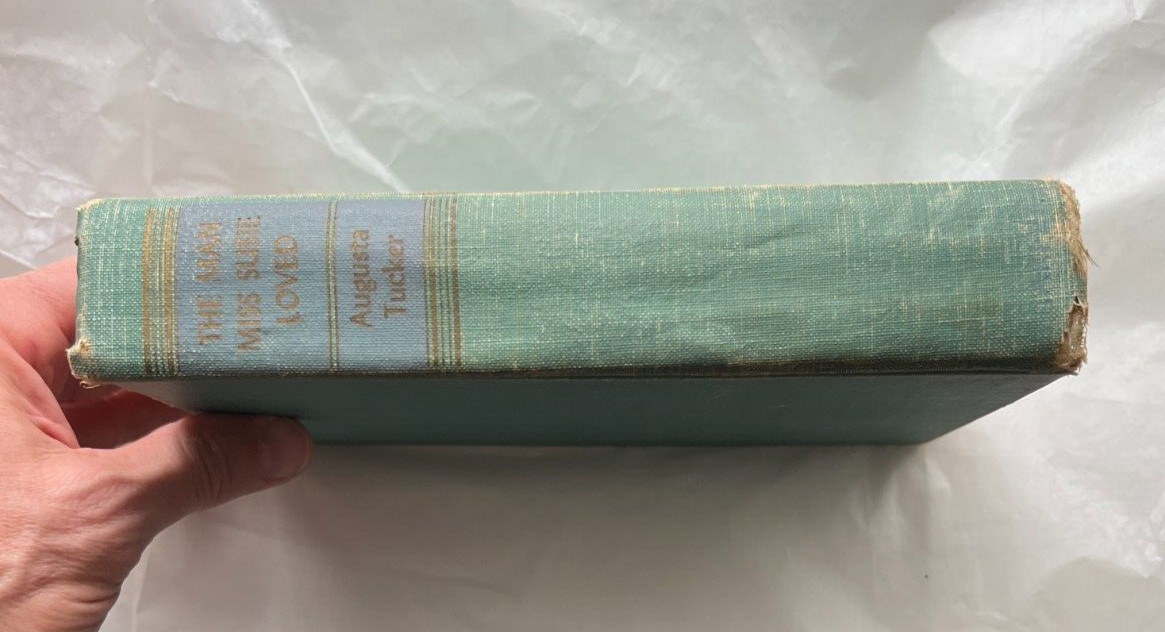 THE MAN
MISS SUSIE
LOVED
Augusta
Tucker